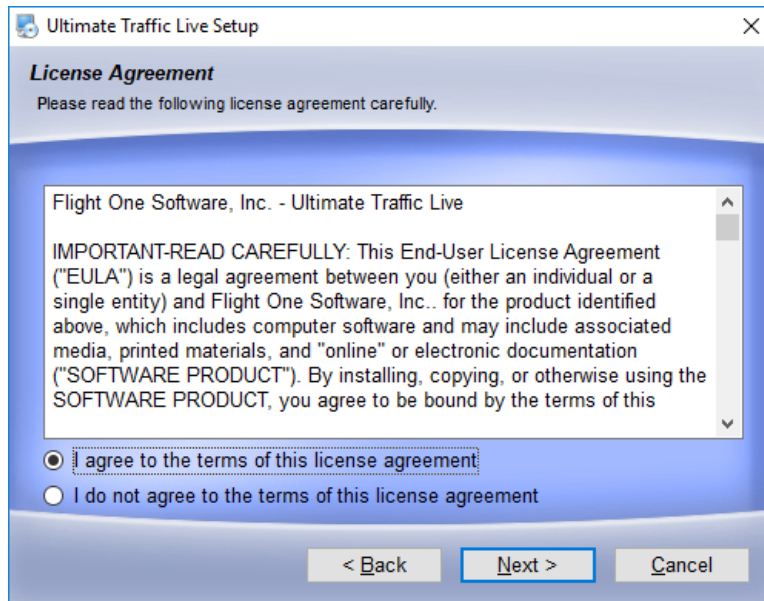 Ultimate Traffic Live Setup
License Agreement
Please read the following license agreement carefully.
Flight One Software, Inc. - Ultimate Traffic Live
IMPORTANT-READ CAREFULLY: This End-User License Agreement
("EULA") is a legal agreement between you (either an individual or a
single entity) and Flight One Software, Inc.. for the product identified
above, which includes computer software and may include associated
media, printed materials, and "online" or electronic documentation
("SOFTWARE PRODUCT"). By installing, copying, or otherwise using the
SOFTWARE PRODUCT, you agree to be bound by the terms of this
I agree to the terms of this license agreement
I do not agree to the terms of this license agreement
< Back Next > Cancel